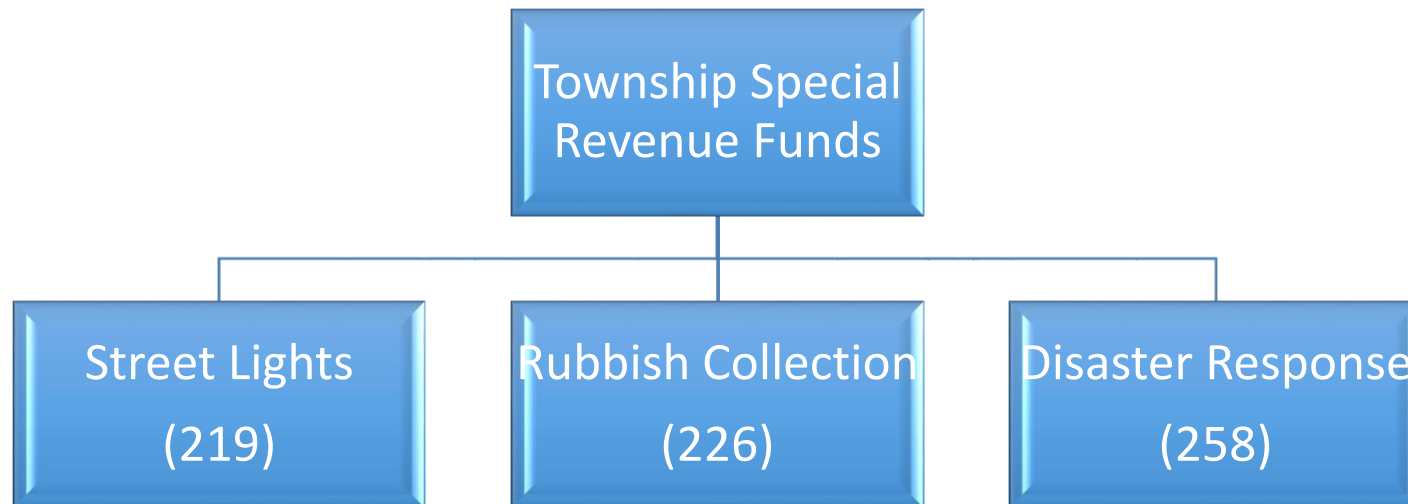 Township Special
Revenue Funds
Street Lights
(219)
Rubbish Collection
(226)
Disaster Response
(258)